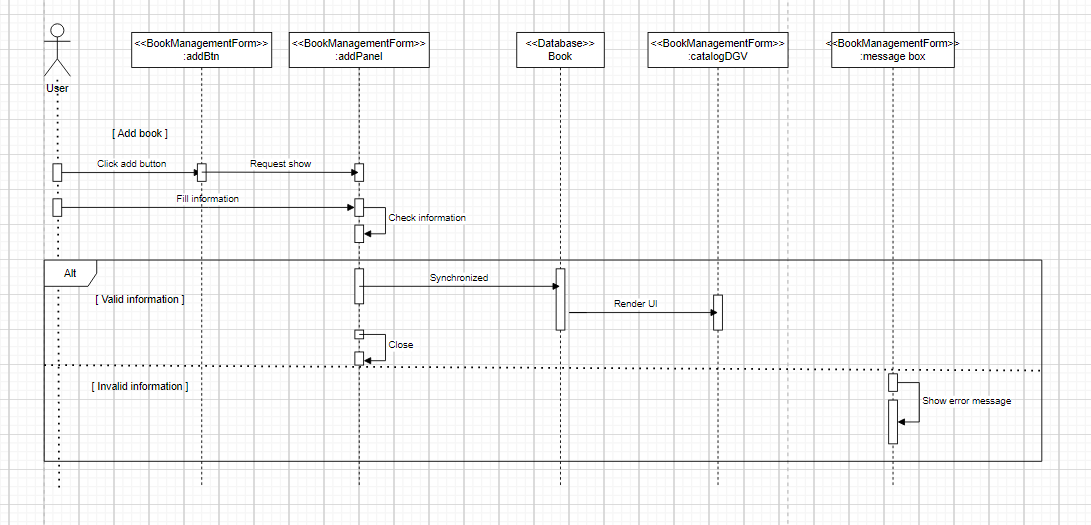 <<BookManagementForm>>
:addBtn
<<BookManagementForm>>
:addPanel
<<Database>>
Book
<<BookManagementForm>>
:catalogDGV
<<BookManagementForm>>
:message box
User
[ Add book ]
Click add button
Request show
Fill information
Check information
Alt
Synchronized
[ Valid information ]
Render UI
Close
[ Invalid information ]
Show error message